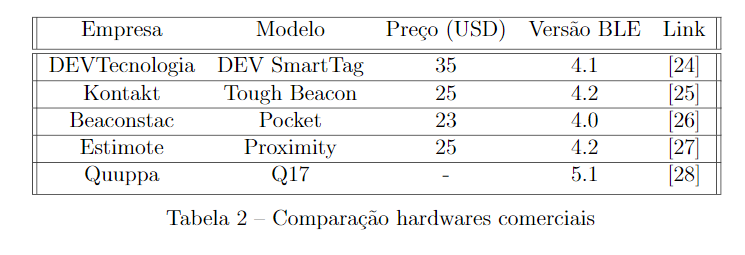 Empresa Modelo Preço (USD) Versão BLE Link
DEVTecnologia DEV SmartTag 35 4.1 [24]
Kontakt Tough Beacon 25 4.2 [25]
Beaconstac Pocket 23 4.0 [26]
Estimote Proximity 25 4.2 [27]
Quuppa Q17 - 5.1 [28]
Tabela 2 – Comparação hardwares comerciais